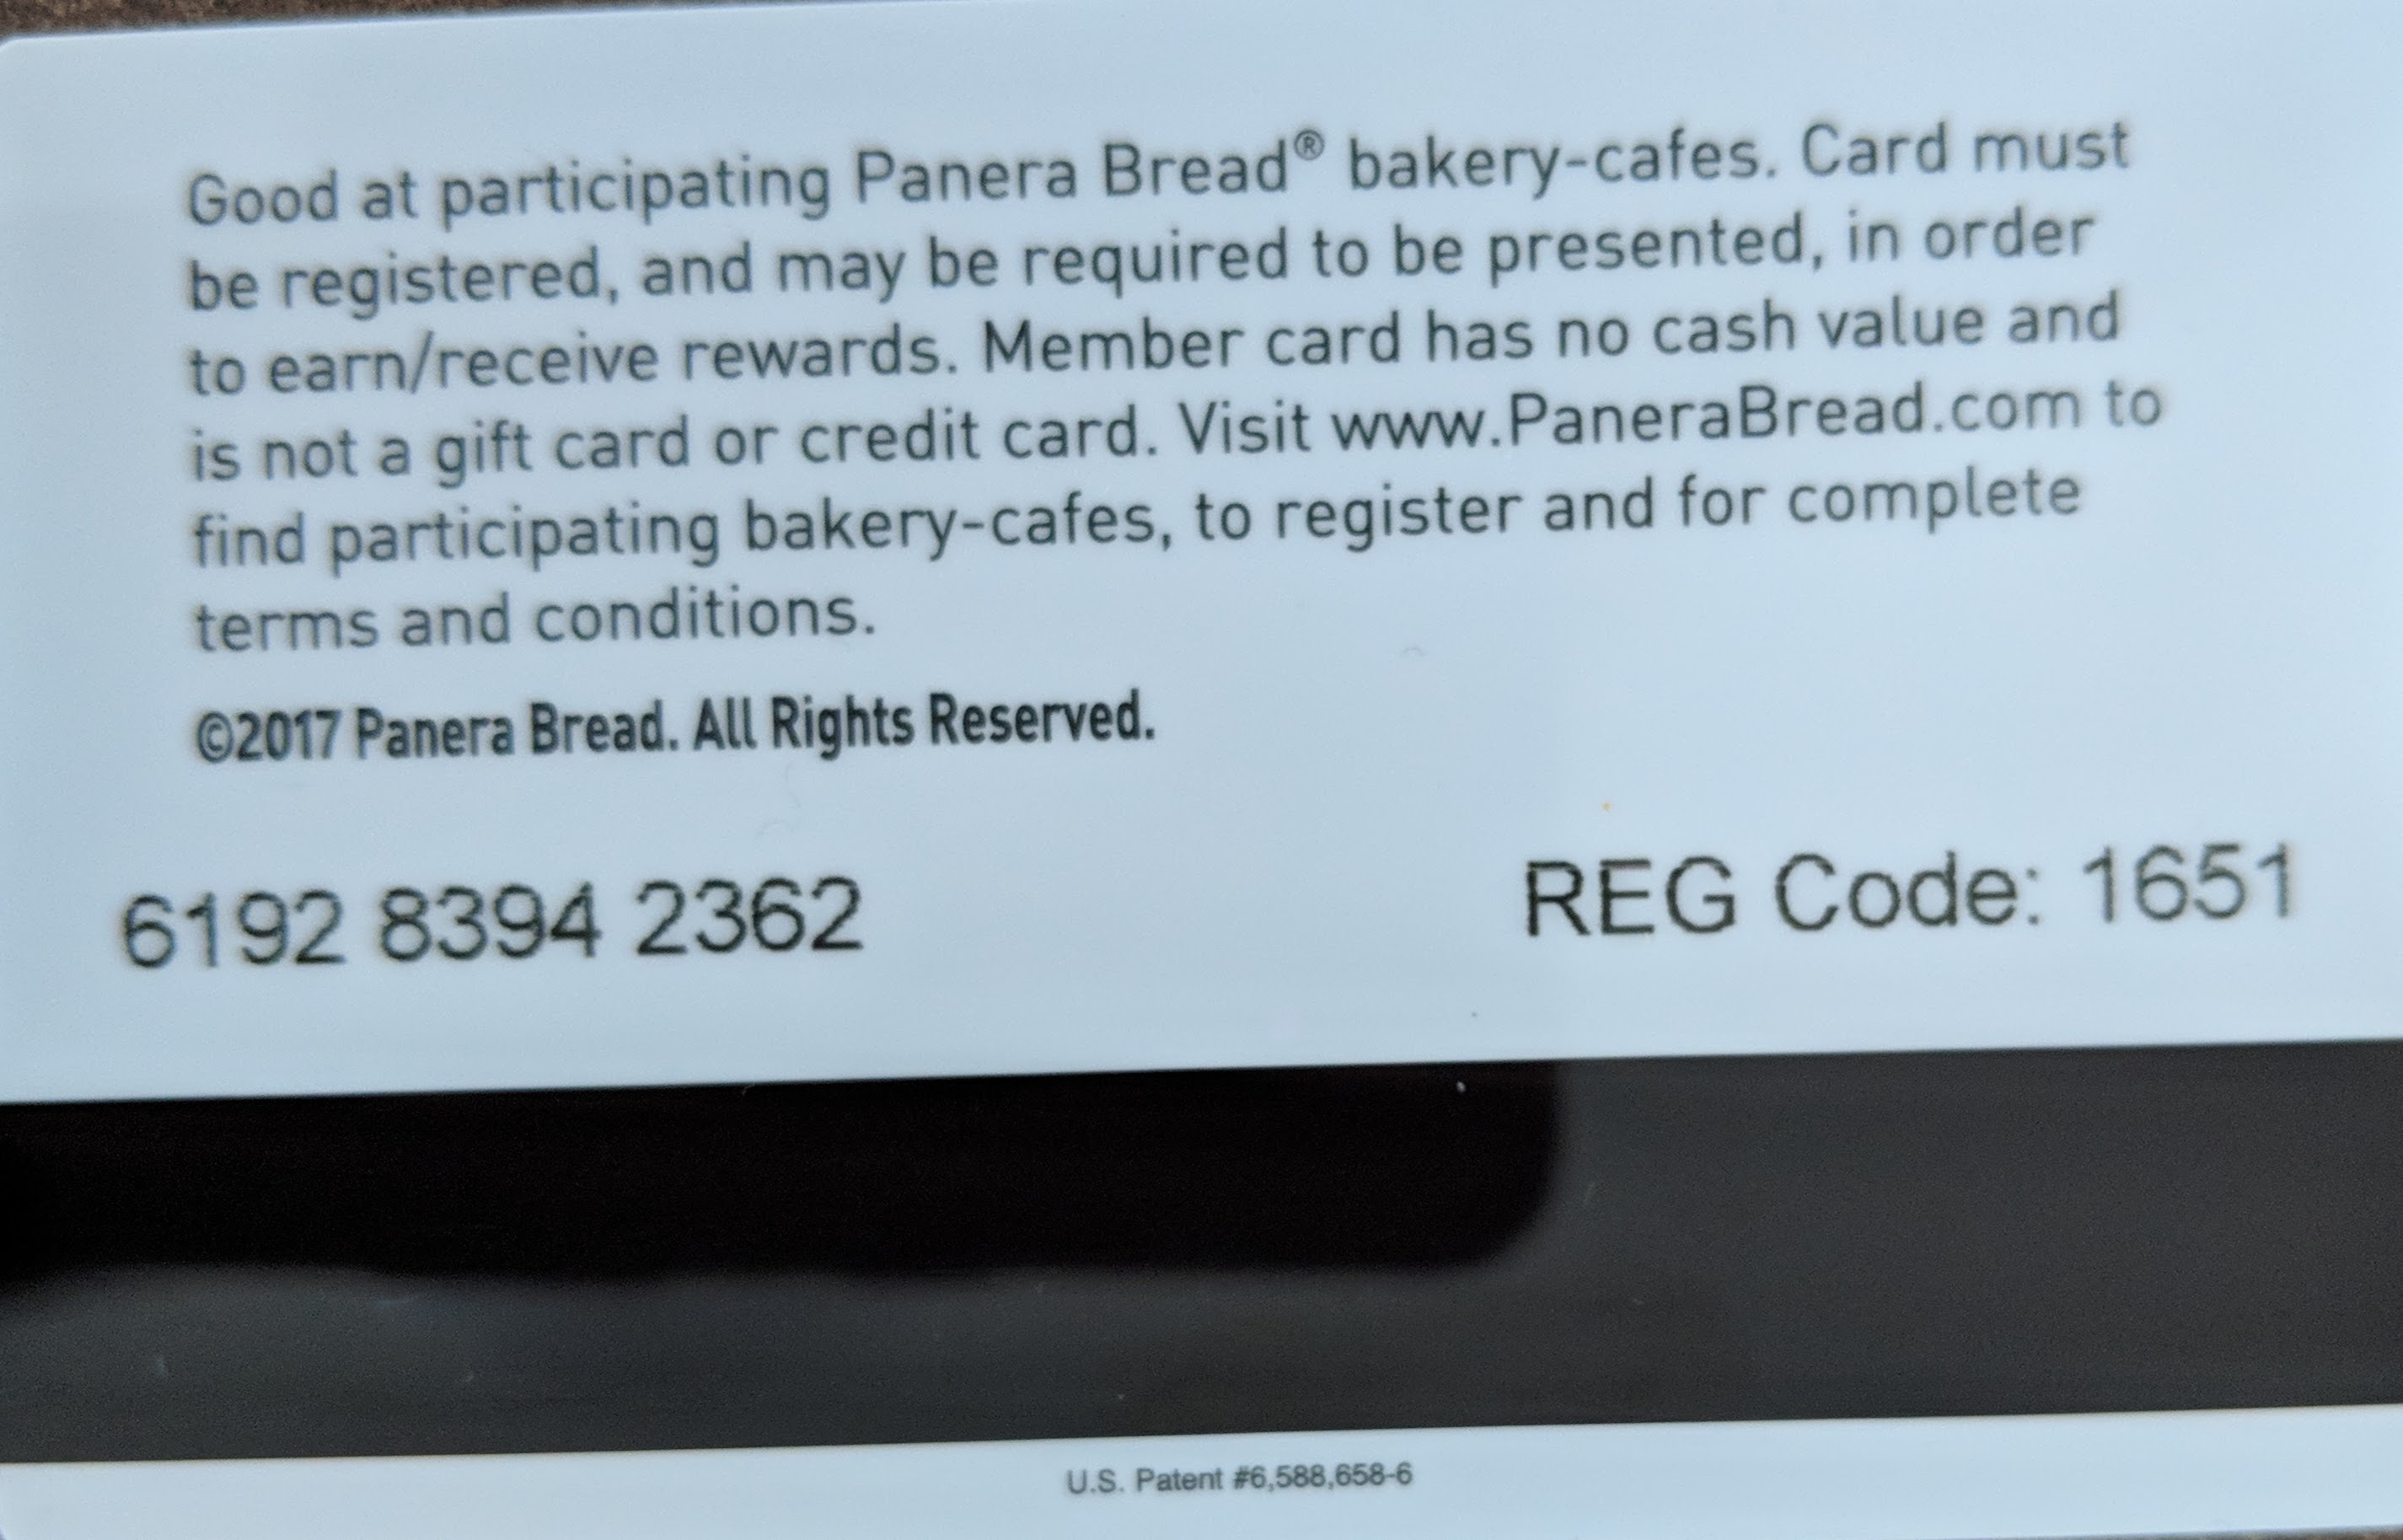 Good at participating Panera Bread® bakery-cafes. Card must
be registered, and may be required to be presented, in order
to earn/receive rewards. Member card has no cash value and
is not a gift card or credit card. Visit www.PaneraBread.com to
find participating bakery-cafes, to register and for complete
terms and conditions.
©2017 Panera Bread. All Rights Reserved.
6192 8394 2362 REG Code: 1651
U.S. Patent #6,588,658-6